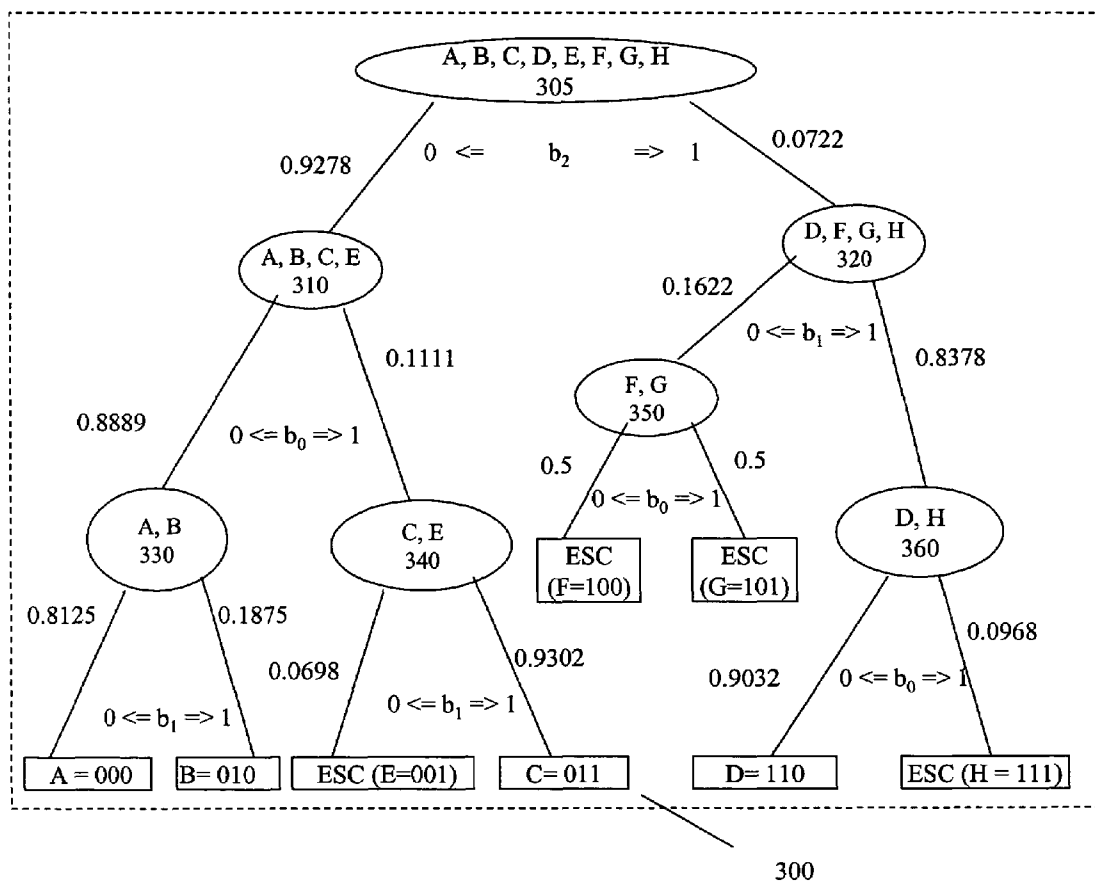 A, B, C, D, E, F, G, H
305
0.9278
0 <= b2 => 1
0.0722
A, B, C, E
310
D, F, G, H
320
0.1622
0 <= b1 => 1
0.8378
0.1111
0.8889
0 <= b0 => 1
F, G
350
0.5
0.5
0 <= b0 => 1
A, B
330
C, E
340
ESC
(F=100)
ESC
(G=101)
D, H
360
0.8125
0.1875
0 <= b1 => 1
0.0698
0.9302
0 <= b1 => 1
0.9032
0.0968
0 <= b0 => 1
A = 000
B= 010
ESC (E=001)
C= 011
D= 110
ESC (H = 111)
300